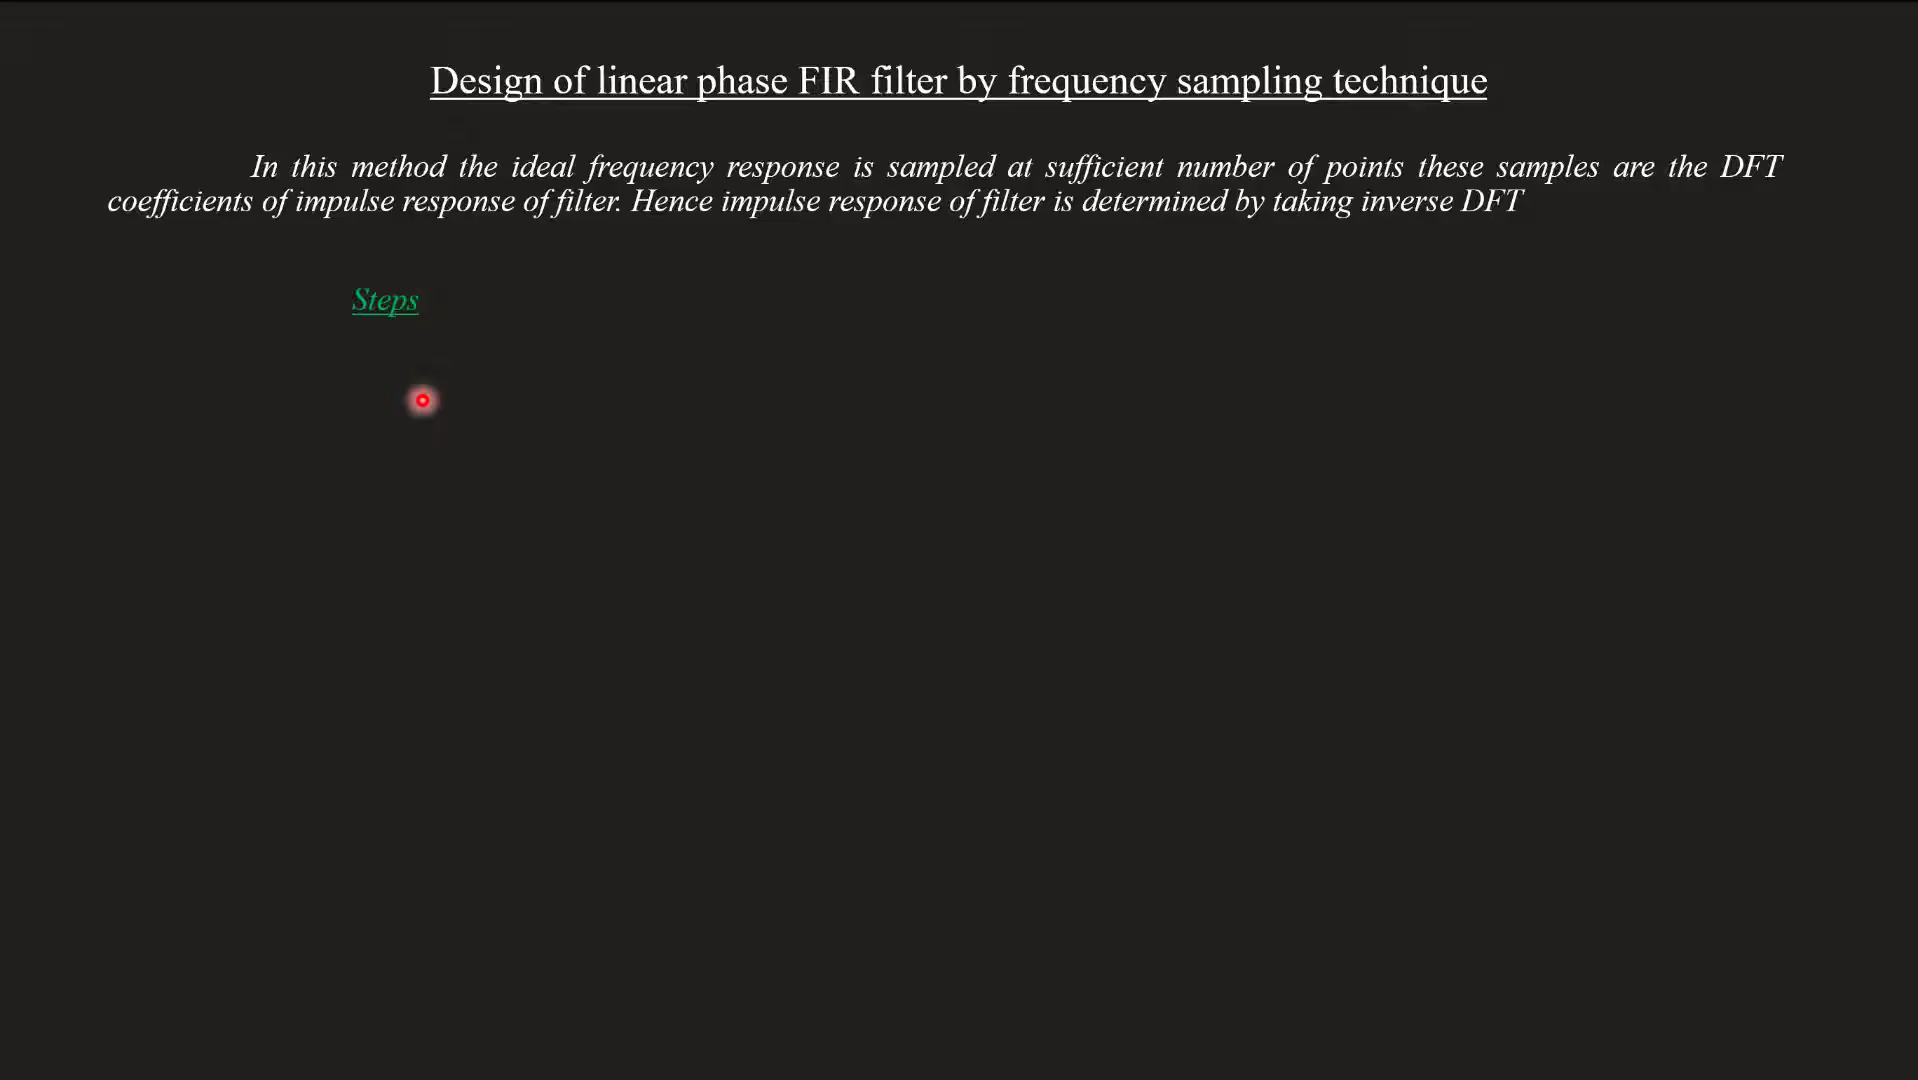 Design of linear phase FIR filter by frequency sampling technique
In this method the ideal frequency response is sampled at sufficient number of points these samples are the DFT
coefficients of impulse response of filter. Hence impulse response of filter is determined by taking inverse DFT
Steps